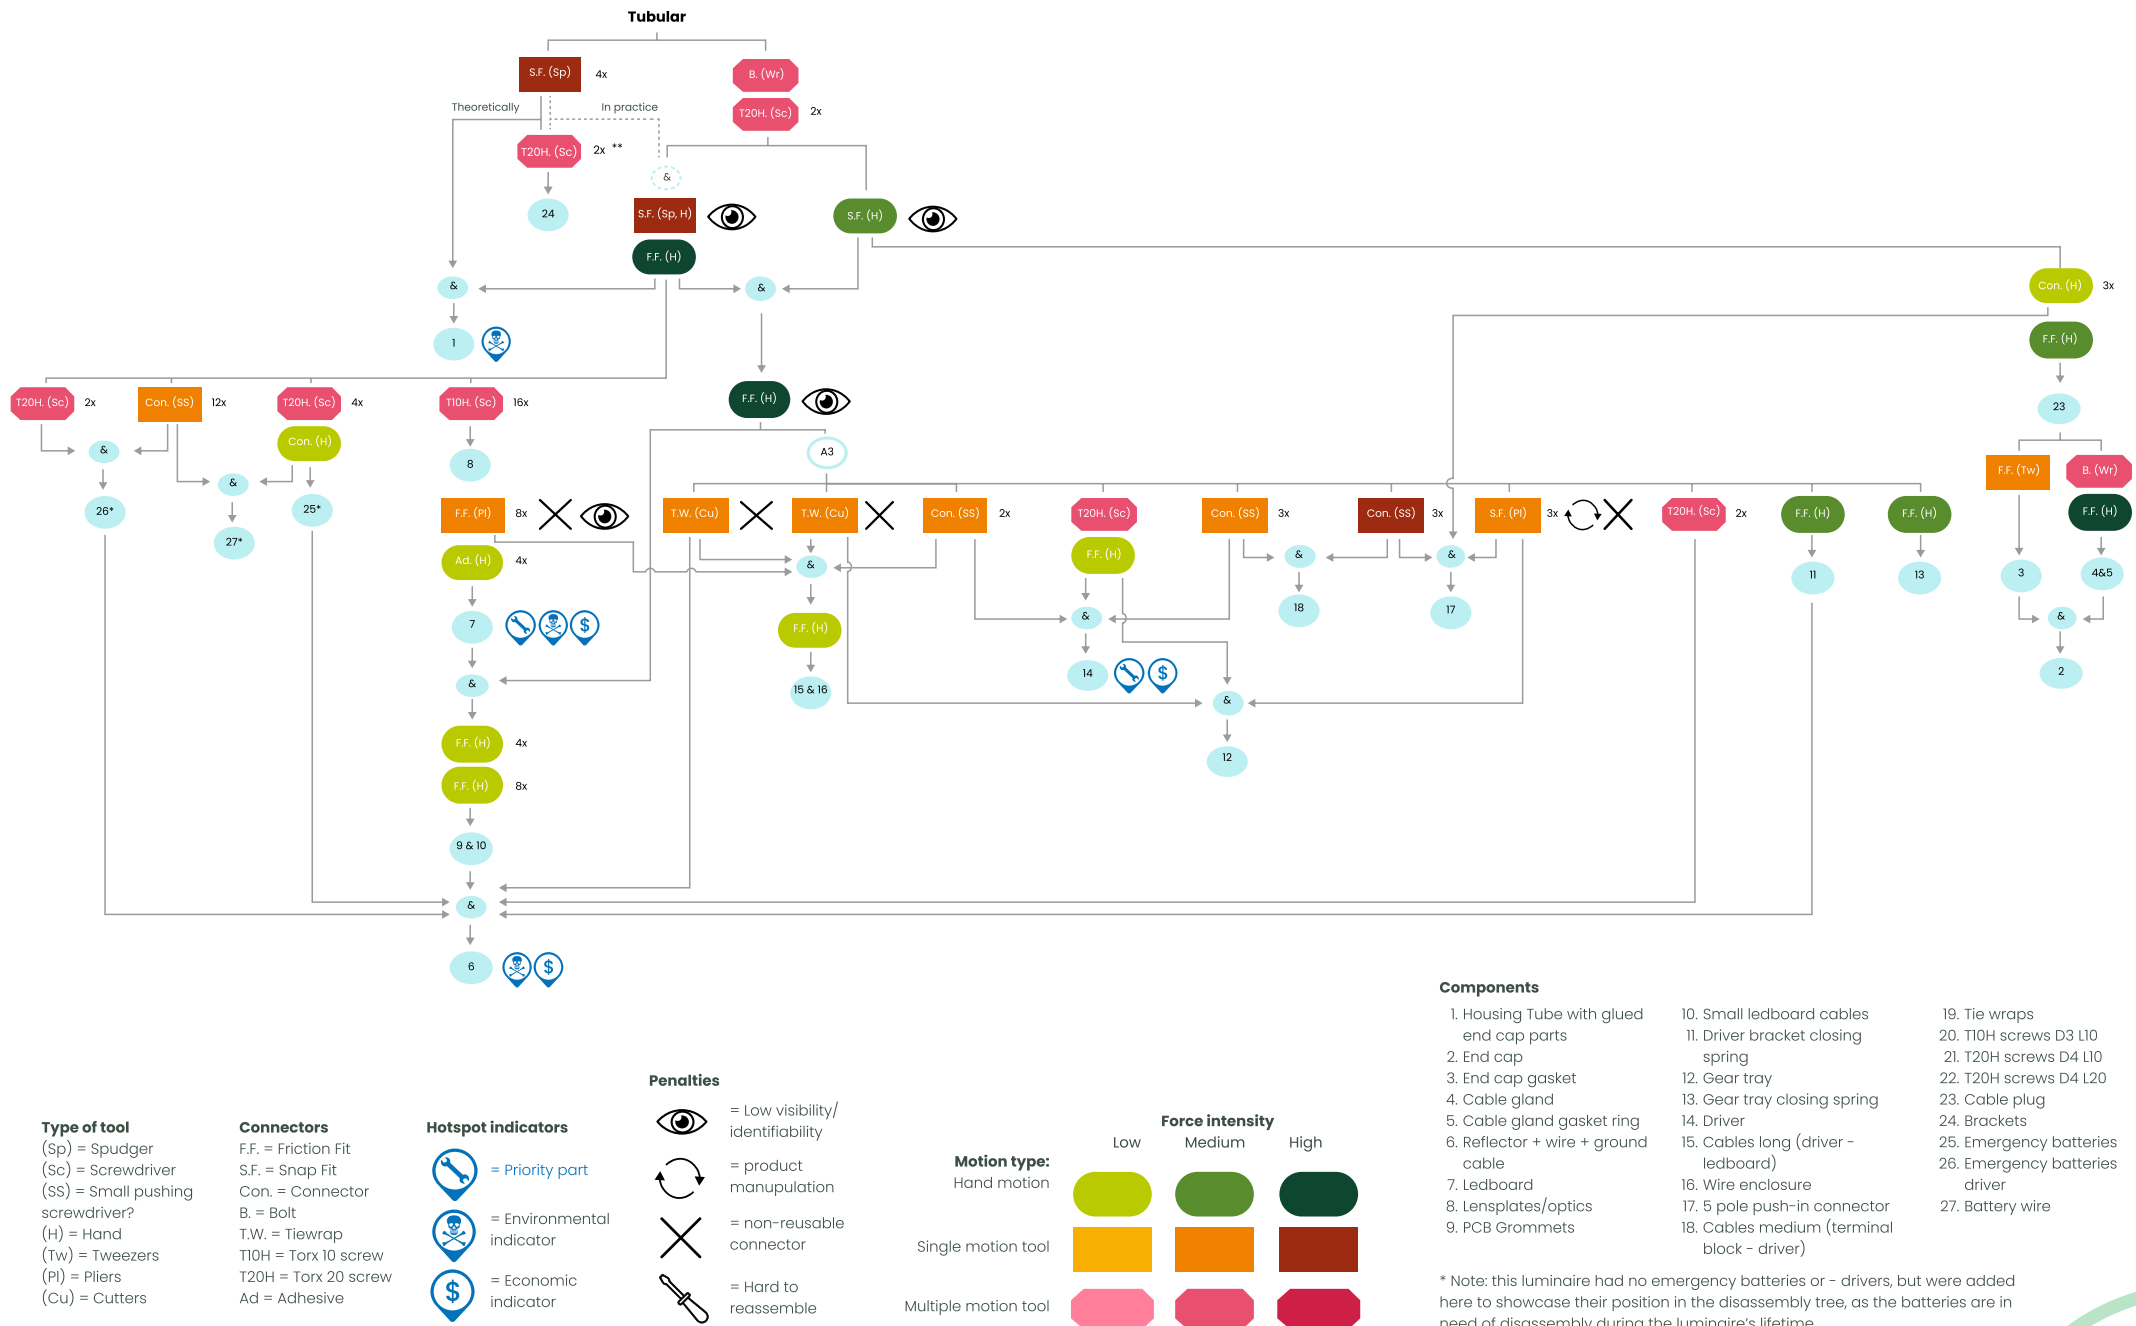 Tubular
S.F. (Sp) 4x
B. (Wr)
Theoretically In practice
T20H. (Sc) 2x
T20H. (Sc) 2x **
&
24
S.F. (Sp, H)
S.F. (H)
F.F. (H)
&
&
Con. (H) 3x
1
F.F. (H)
T20H. (Sc) 2x
Con. (SS) 12x
T20H. (Sc) 4x
T10H. (Sc) 16x
F.F. (H)
23
Con. (H)
&
A3
8
&
F.F. (Tw)
B. (Wr)
26*
27*
25*
F.F. (Pl) 8x
T.W. (Cu)
T.W. (Cu)
Con. (SS) 2x
T20H. (Sc)
Con. (SS) 3x
Con. (SS) 3x
S.F. (Pl) 3x
T20H. (Sc) 2x
F.F. (H)
F.F. (H)
F.F. (H)
Ad. (H) 4x
&
F.F. (H)
&
&
11
13
3
4&5
7
$
F.F. (H)
&
18
17
&
&
15 & 16
14
$
&
2
F.F. (H) 4x
12
F.F. (H) 8x
9 & 10
&
6
$
Type of tool
(Sp) = Spudger
(Sc) = Screwdriver
(SS) = Small pushing
screwdriver?
(H) = Hand
(Tw) = Tweezers
(Pl) = Pliers
(Cu) = Cutters
Connectors
F.F. = Friction Fit
S.F. = Snap Fit
Con. = Connector
B. = Bolt
T.W. = Tiewrap
T10H = Torx 10 screw
T20H = Torx 20 screw
Ad = Adhesive
Hotspot indicators
= Priority part
= Environmental
indicator
$ = Economic
indicator
Penalties
= Low visibility/
identifiability
= product
manupulation
= non-reusable
connector
= Hard to
reassemble
Force intensity
Low Medium High
Motion type:
Hand motion
Single motion tool
Multiple motion tool
Components
1. Housing Tube with glued
end cap parts
2. End cap
3. End cap gasket
4. Cable gland
5. Cable gland gasket ring
6. Reflector + wire + ground
cable
7. Ledboard
8. Lensplates/optics
9. PCB Grommets
10. Small ledboard cables
11. Driver bracket closing
spring
12. Gear tray
13. Gear tray closing spring
14. Driver
15. Cables long (driver -
ledboard)
16. Wire enclosure
17. 5 pole push-in connector
18. Cables medium (terminal
block - driver)
19. Tie wraps
20. T10H screws D3 L10
21. T20H screws D4 L10
22. T20H screws D4 L20
23. Cable plug
24. Brackets
25. Emergency batteries
26. Emergency batteries
driver
27. Battery wire
* Note: this luminaire had no emergency batteries or - drivers, but were added
here to showcase their position in the disassembly tree, as the batteries are in
need of disassembly during the luminaire's lifetime